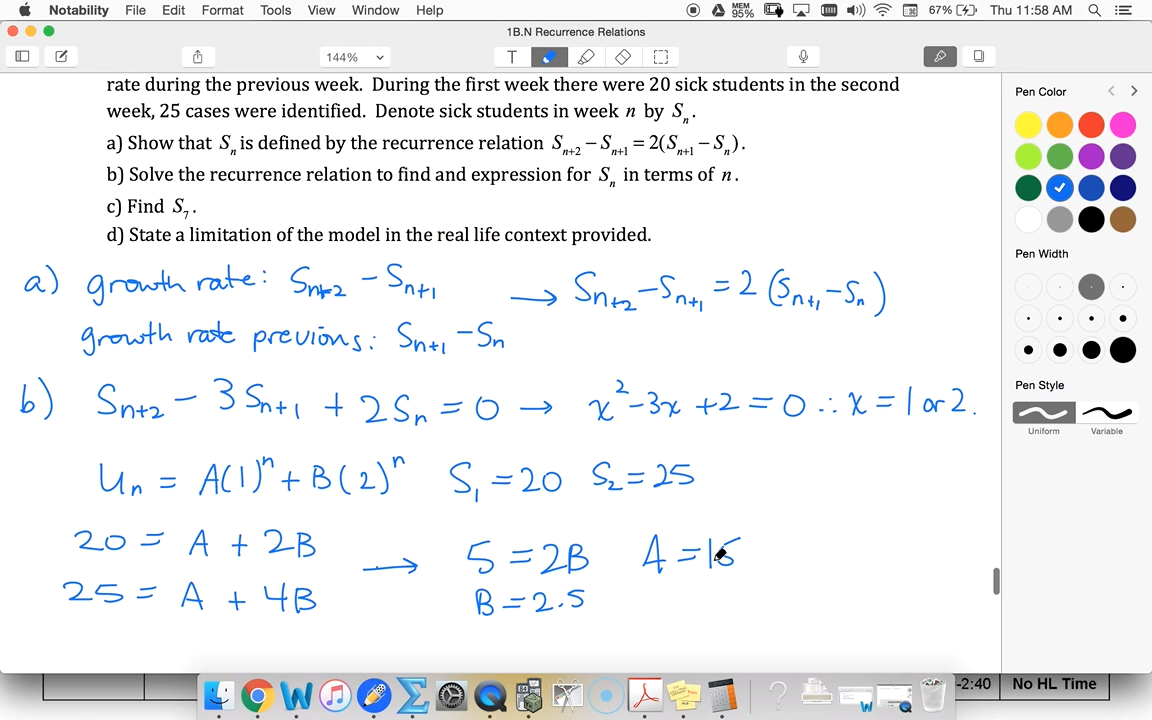 Notability File Edit Format Tools View Window Help MEM 95% 67% Thu 11:58 AM
1B.N Recurrence Relations
144% T
rate during the previous week. During the first week there were 20 sick students in the second
week, 25 cases were identified. Denote sick students in week n by Sₙ.
a) Show that Sₙ is defined by the recurrence relation Sₙ₊₂ − Sₙ₊₁ = 2(Sₙ₊₁ − Sₙ).
b) Solve the recurrence relation to find and expression for Sₙ in terms of n.
c) Find S₇.
d) State a limitation of the model in the real life context provided.
a) growth rate: Sₙ₊₂ − Sₙ₊₁ → Sₙ₊₂ − Sₙ₊₁ = 2 (Sₙ₊₁ − Sₙ)
growth rate previous: Sₙ₊₁ − Sₙ
b) Sₙ₊₂ − 3Sₙ₊₁ + 2Sₙ = 0 → x² − 3x + 2 = 0 ∴ x = 1 or 2.
Uₙ = A(1)ⁿ + B(2)ⁿ S₁ = 20 S₂ = 25
20 = A + 2B
25 = A + 4B
→ 5 = 2B A = 15
B = 2.5
Pen Color
Pen Width
Pen Style
Uniform Variable
-2:40 No HL Time